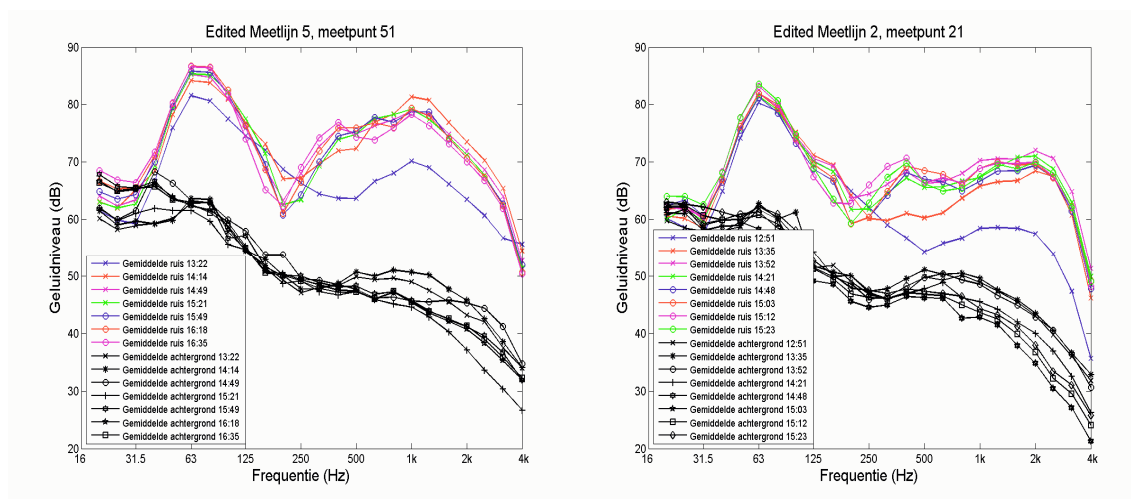 Edited Meetlijn 5, meetpunt 51
90
80
70
60
50
40
30
20
Geluidniveau (dB)
Gemiddelde ruis 13:22
Gemiddelde ruis 14:14
Gemiddelde ruis 14:49
Gemiddelde ruis 15:21
Gemiddelde ruis 15:49
Gemiddelde ruis 16:18
Gemiddelde ruis 16:35
Gemiddelde achtergrond 13:22
Gemiddelde achtergrond 14:14
Gemiddelde achtergrond 14:49
Gemiddelde achtergrond 15:21
Gemiddelde achtergrond 15:49
Gemiddelde achtergrond 16:18
Gemiddelde achtergrond 16:35
16 31.5 63 125 250 500 1k 2k 4k
Frequentie (Hz)
Edited Meetlijn 2, meetpunt 21
90
80
70
60
50
40
30
20
Geluidniveau (dB)
Gemiddelde ruis 12:51
Gemiddelde ruis 13:35
Gemiddelde ruis 13:52
Gemiddelde ruis 14:21
Gemiddelde ruis 14:48
Gemiddelde ruis 15:03
Gemiddelde ruis 15:12
Gemiddelde ruis 15:23
Gemiddelde achtergrond 12:51
Gemiddelde achtergrond 13:35
Gemiddelde achtergrond 13:52
Gemiddelde achtergrond 14:21
Gemiddelde achtergrond 14:48
Gemiddelde achtergrond 15:03
Gemiddelde achtergrond 15:12
Gemiddelde achtergrond 15:23
16 31.5 63 125 250 500 1k 2k 4k
Frequentie (Hz)